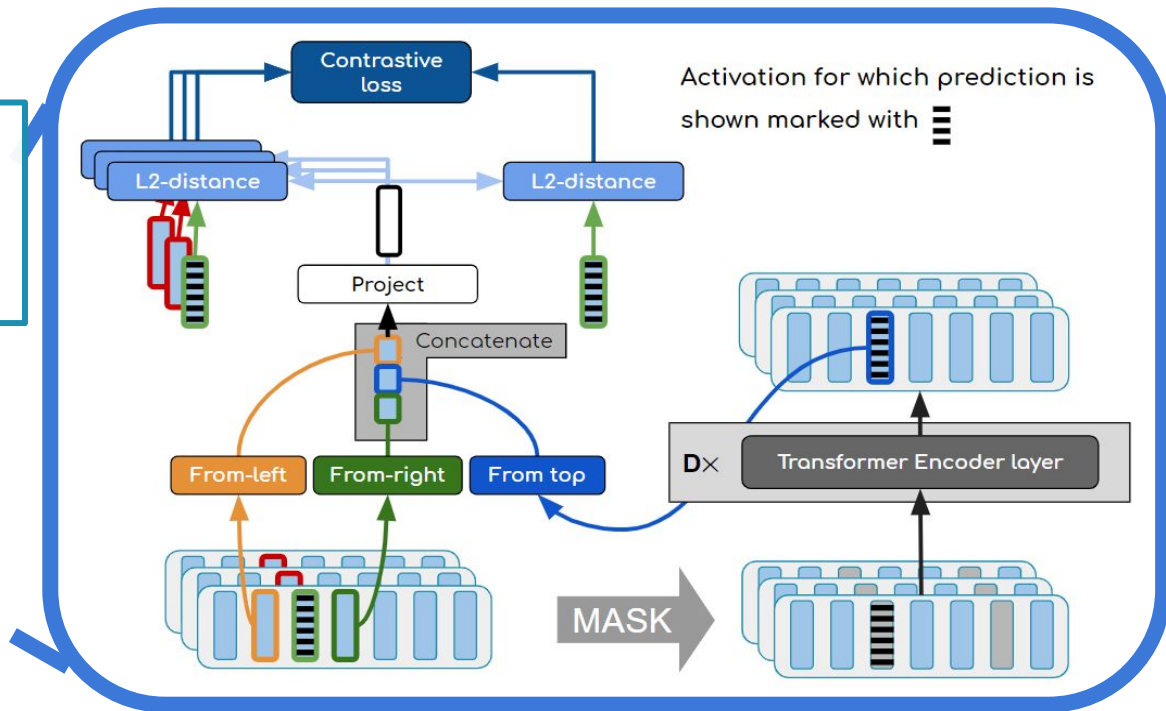 Contrastive
loss
Activation for which prediction is
shown marked with
L2-distance
L2-distance
Project
Concatenate
From-left
From-right
From top
D×
Transformer Encoder layer
MASK